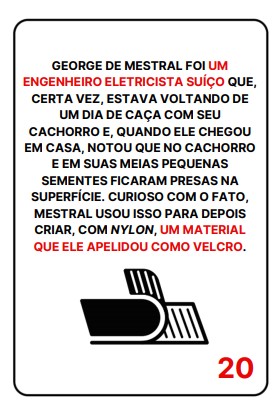 GEORGE DE MESTRAL FOI UM
ENGENHEIRO ELETRICISTA SUÍÇO QUE,
CERTA VEZ, ESTAVA VOLTANDO DE
UM DIA DE CAÇA COM SEU
CACHORRO E, QUANDO ELE CHEGOU
EM CASA, NOTOU QUE NO CACHORRO
E EM SUAS MEIAS PEQUENAS
SEMENTES FICARAM PRESAS NA
SUPERFÍCIE. CURIOSO COM O FATO,
MESTRAL USOU ISSO PARA DEPOIS
CRIAR, COM NYLON, UM MATERIAL
QUE ELE APELIDOU COMO VELCRO.
20